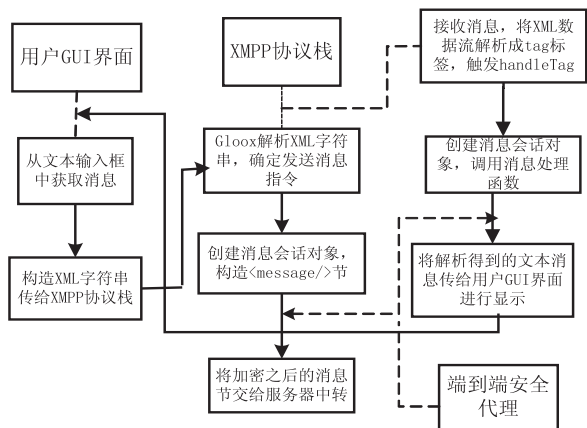 用户GUI界面
从文本输入框
中获取消息
构造XML字符串
传给XMPP协议栈
XMPP协议栈
Gloox解析XML字符
串，确定发送消息
指令
创建消息会话对象，
构造<message/>节
将加密之后的消息
节交给服务器中转
接收消息，将XML数
据流解析成tag标
签，触发handleTag
创建消息会话对
象，调用消息处理
函数
将解析得到的文本消
息传给用户GUI界面
进行显示
端到端安全
代理